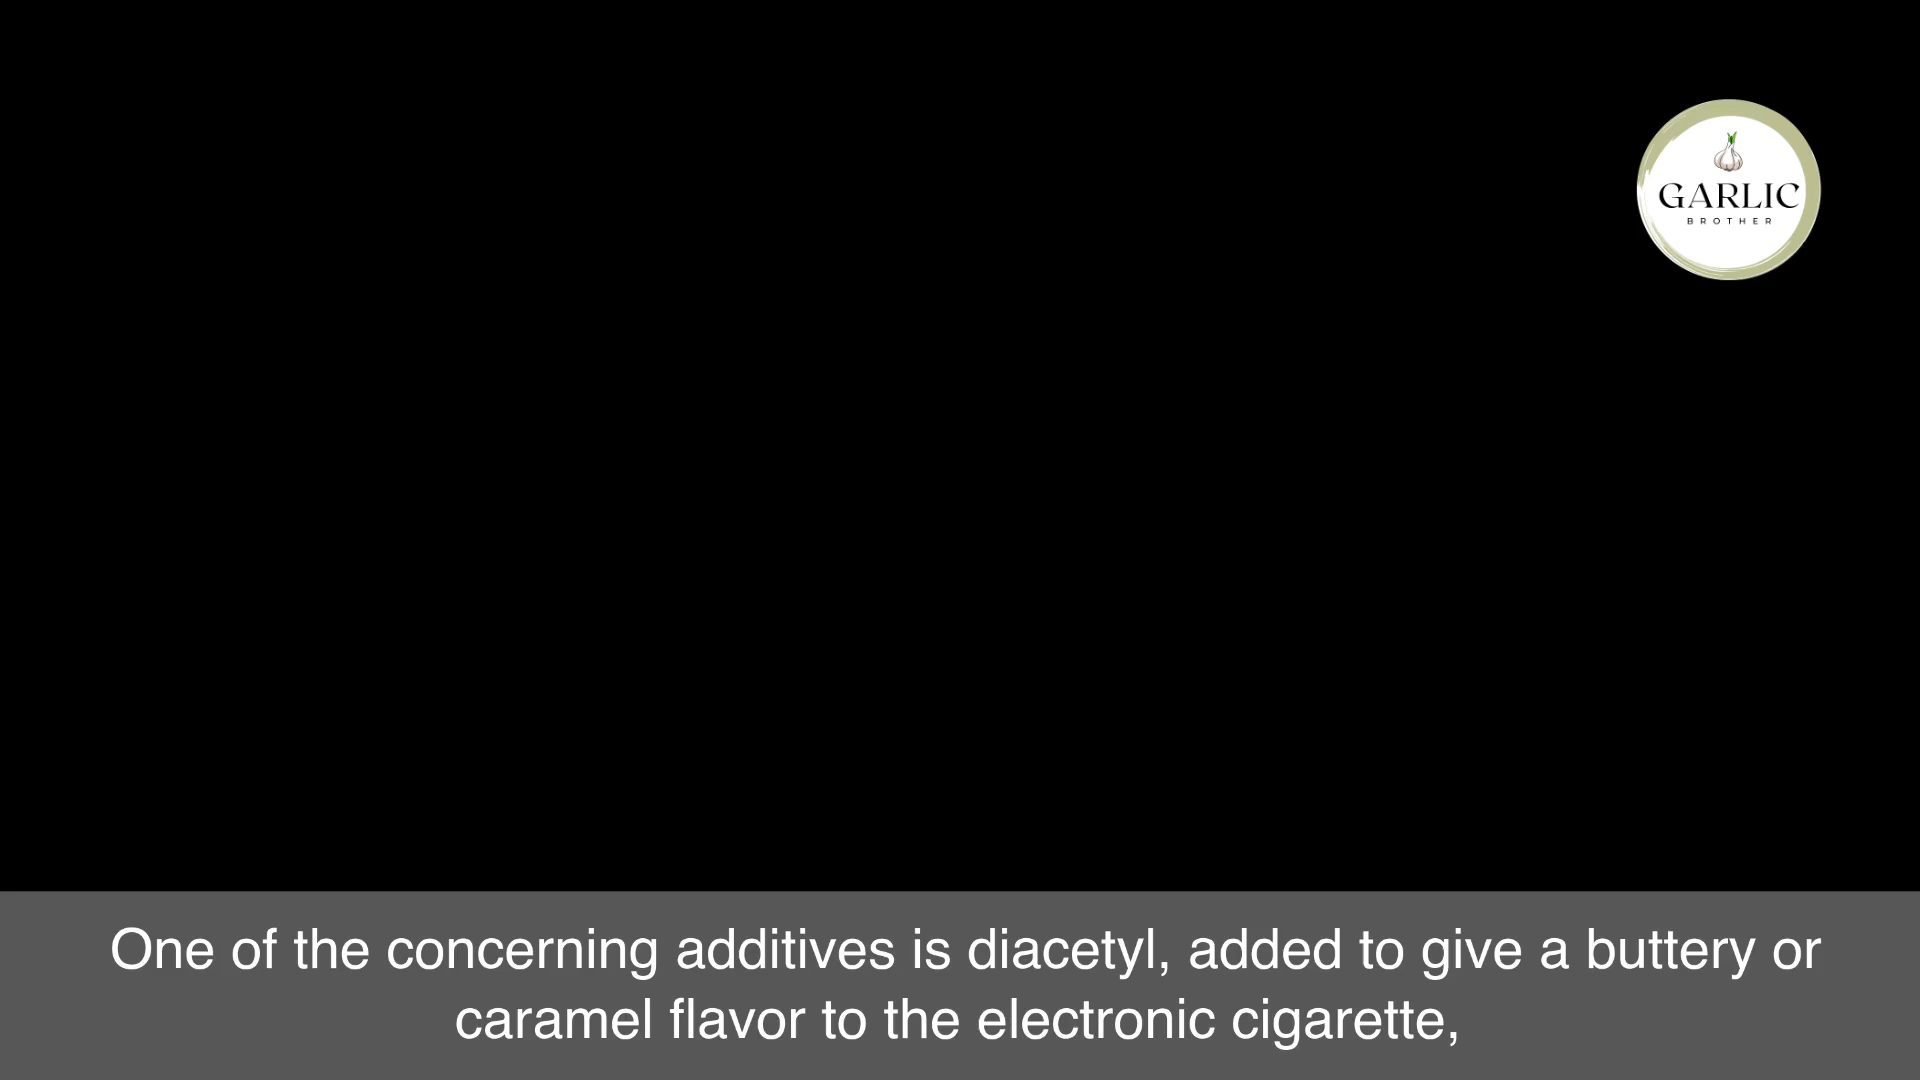 GARLIC
BROTHER
One of the concerning additives is diacetyl, added to give a buttery or
caramel flavor to the electronic cigarette,